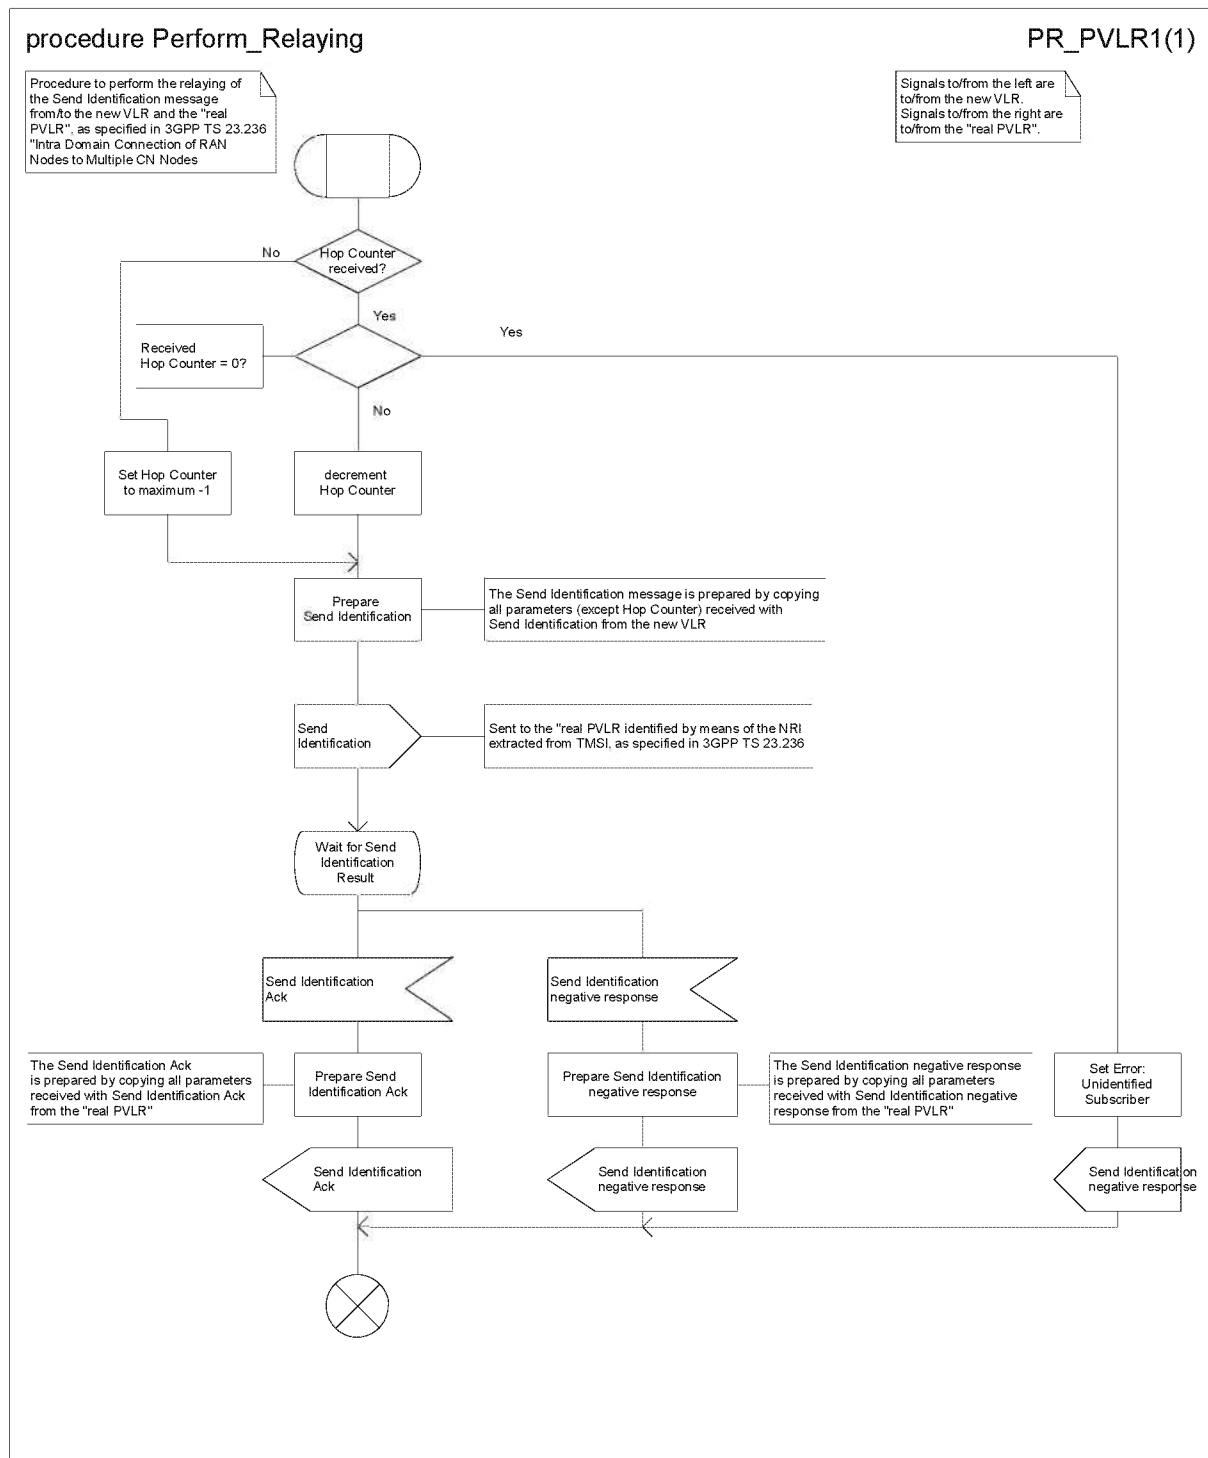 procedure Perform_Relaying
PR_PVLR1(1)
Procedure to perform the relaying of
the Send Identification message
from/to the new VLR and the "real
PVLR", as specified in 3GPP TS 23.236
"Intra Domain Connection of RAN
Nodes to Multiple CN Nodes
Signals to/from the left are
to/from the new VLR.
Signals to/from the right are
to/from the "real PVLR".
No
Hop Counter
received?
Yes
Yes
Received
Hop Counter = 0?
No
Set Hop Counter
to maximum -1
decrement
Hop Counter
Prepare
Send Identification
The Send Identification message is prepared by copying
all parameters (except Hop Counter) received with
Send Identification from the new VLR
Send
Identification
Sent to the "real PVLR identified by means of the NRI
extracted from TMSI, as specified in 3GPP TS 23.236
Wait for Send
Identification
Result
Send Identification
Ack
Send Identification
negative response
The Send Identification Ack
is prepared by copying all parameters
received with Send Identification Ack
from the "real PVLR"
Prepare Send
Identification Ack
Prepare Send Identification
negative response
The Send Identification negative response
is prepared by copying all parameters
received with Send Identification negative
response from the "real PVLR"
Set Error:
Unidentified
Subscriber
Send Identification
Ack
Send Identification
negative response
Send Identification
negative response